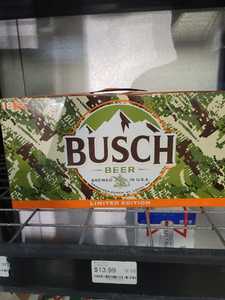 BUSCH
BEER
BREWED IN U.S.A.
LIMITED EDITION
$13.99